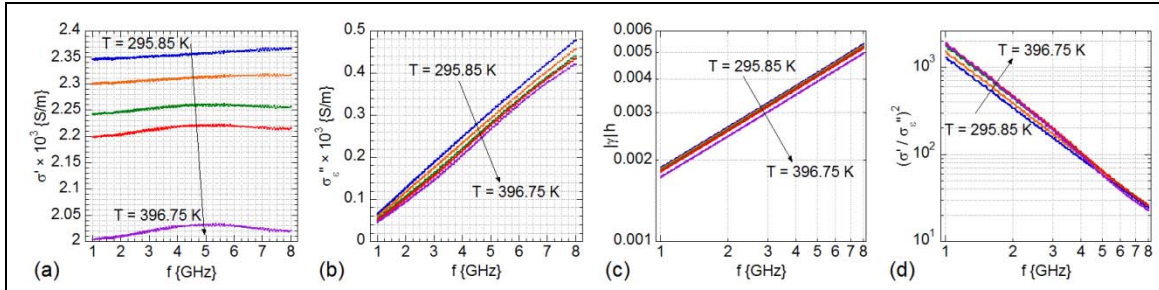 σ' × 10³ {S/m}
2.4
2.35
2.3
2.25
2.2
2.15
2.1
2.05
2
T = 295.85 K
T = 396.75 K
1 2 3 4 5 6 7 8
f {GHz}
(a)
σε" × 10³ {S/m}
0.5
0.4
0.3
0.2
0.1
0
T = 295.85 K
T = 396.75 K
1 2 3 4 5 6 7 8
f {GHz}
(b)
|γ|h
0.006
0.005
0.004
0.003
0.002
0.001
T = 295.85 K
T = 396.75 K
1 2 3 4 5 6 7 8
f {GHz}
(c)
(σ' / σε")²
10³
10²
10¹
T = 396.75 K
T = 295.85 K
1 2 3 4 5 6 7 8
f {GHz}
(d)